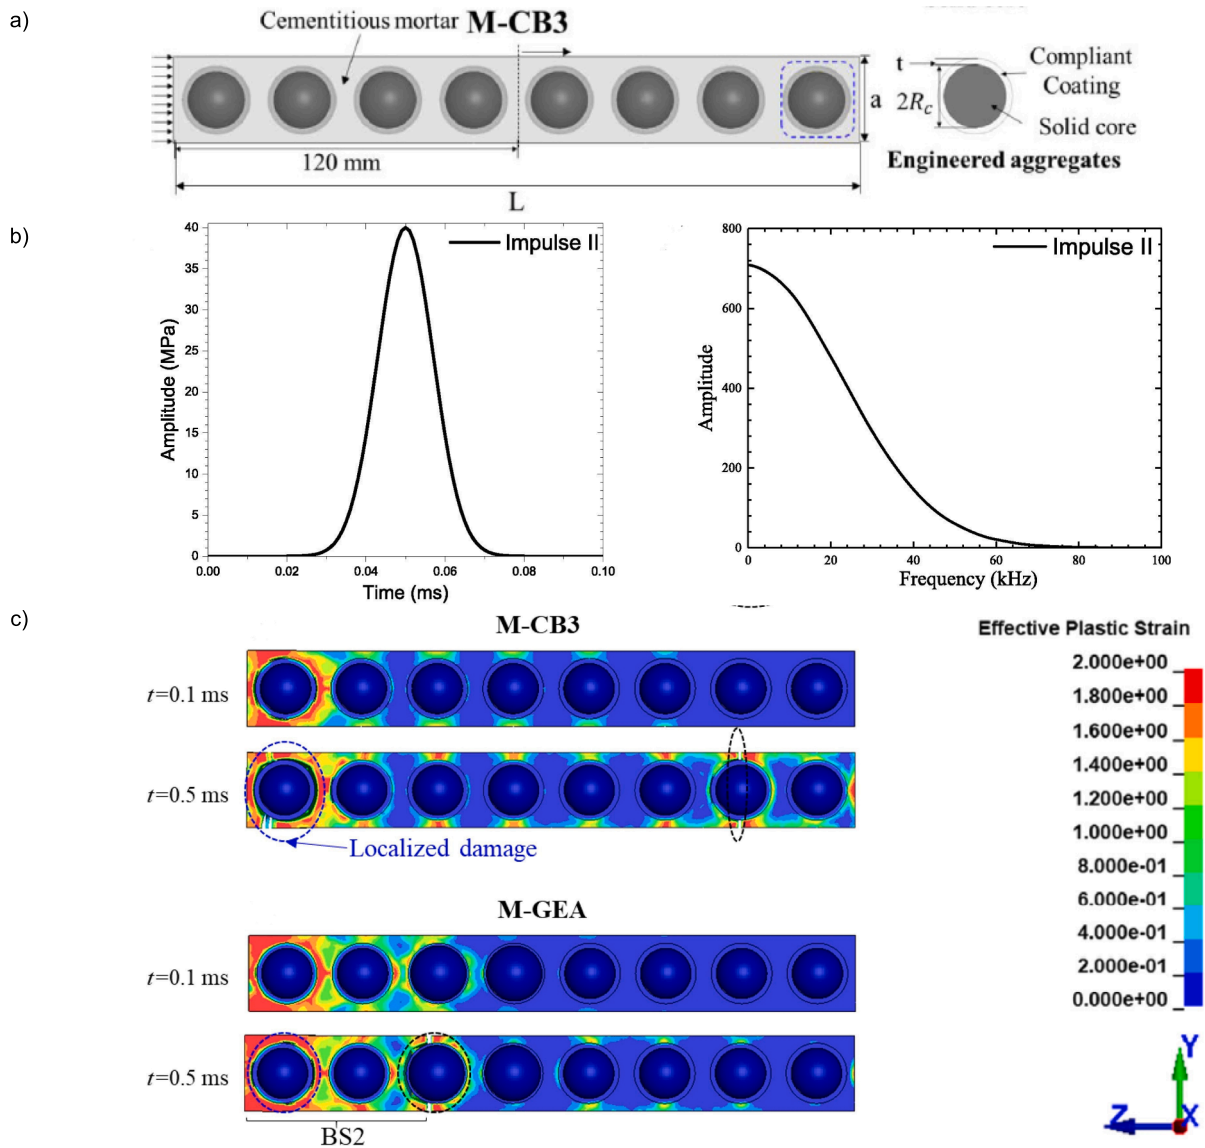 a)
Cementitious mortar M-CB3
t
2Rc
a
Compliant
Coating
Solid core
120 mm
Engineered aggregates
L
b)
40
35
30
25
20
15
10
5
0
Amplitude (MPa)
Impulse II
0.00 0.02 0.04 0.06 0.08 0.10
Time (ms)
800
600
400
200
0
Amplitude
Impulse II
0 20 40 60 80 100
Frequency (kHz)
c)
M-CB3
t=0.1 ms
t=0.5 ms
Localized damage
M-GEA
t=0.1 ms
t=0.5 ms
BS2
Effective Plastic Strain
2.000e+00
1.800e+00
1.600e+00
1.400e+00
1.200e+00
1.000e+00
8.000e-01
6.000e-01
4.000e-01
2.000e-01
0.000e+00
Y
Z
X